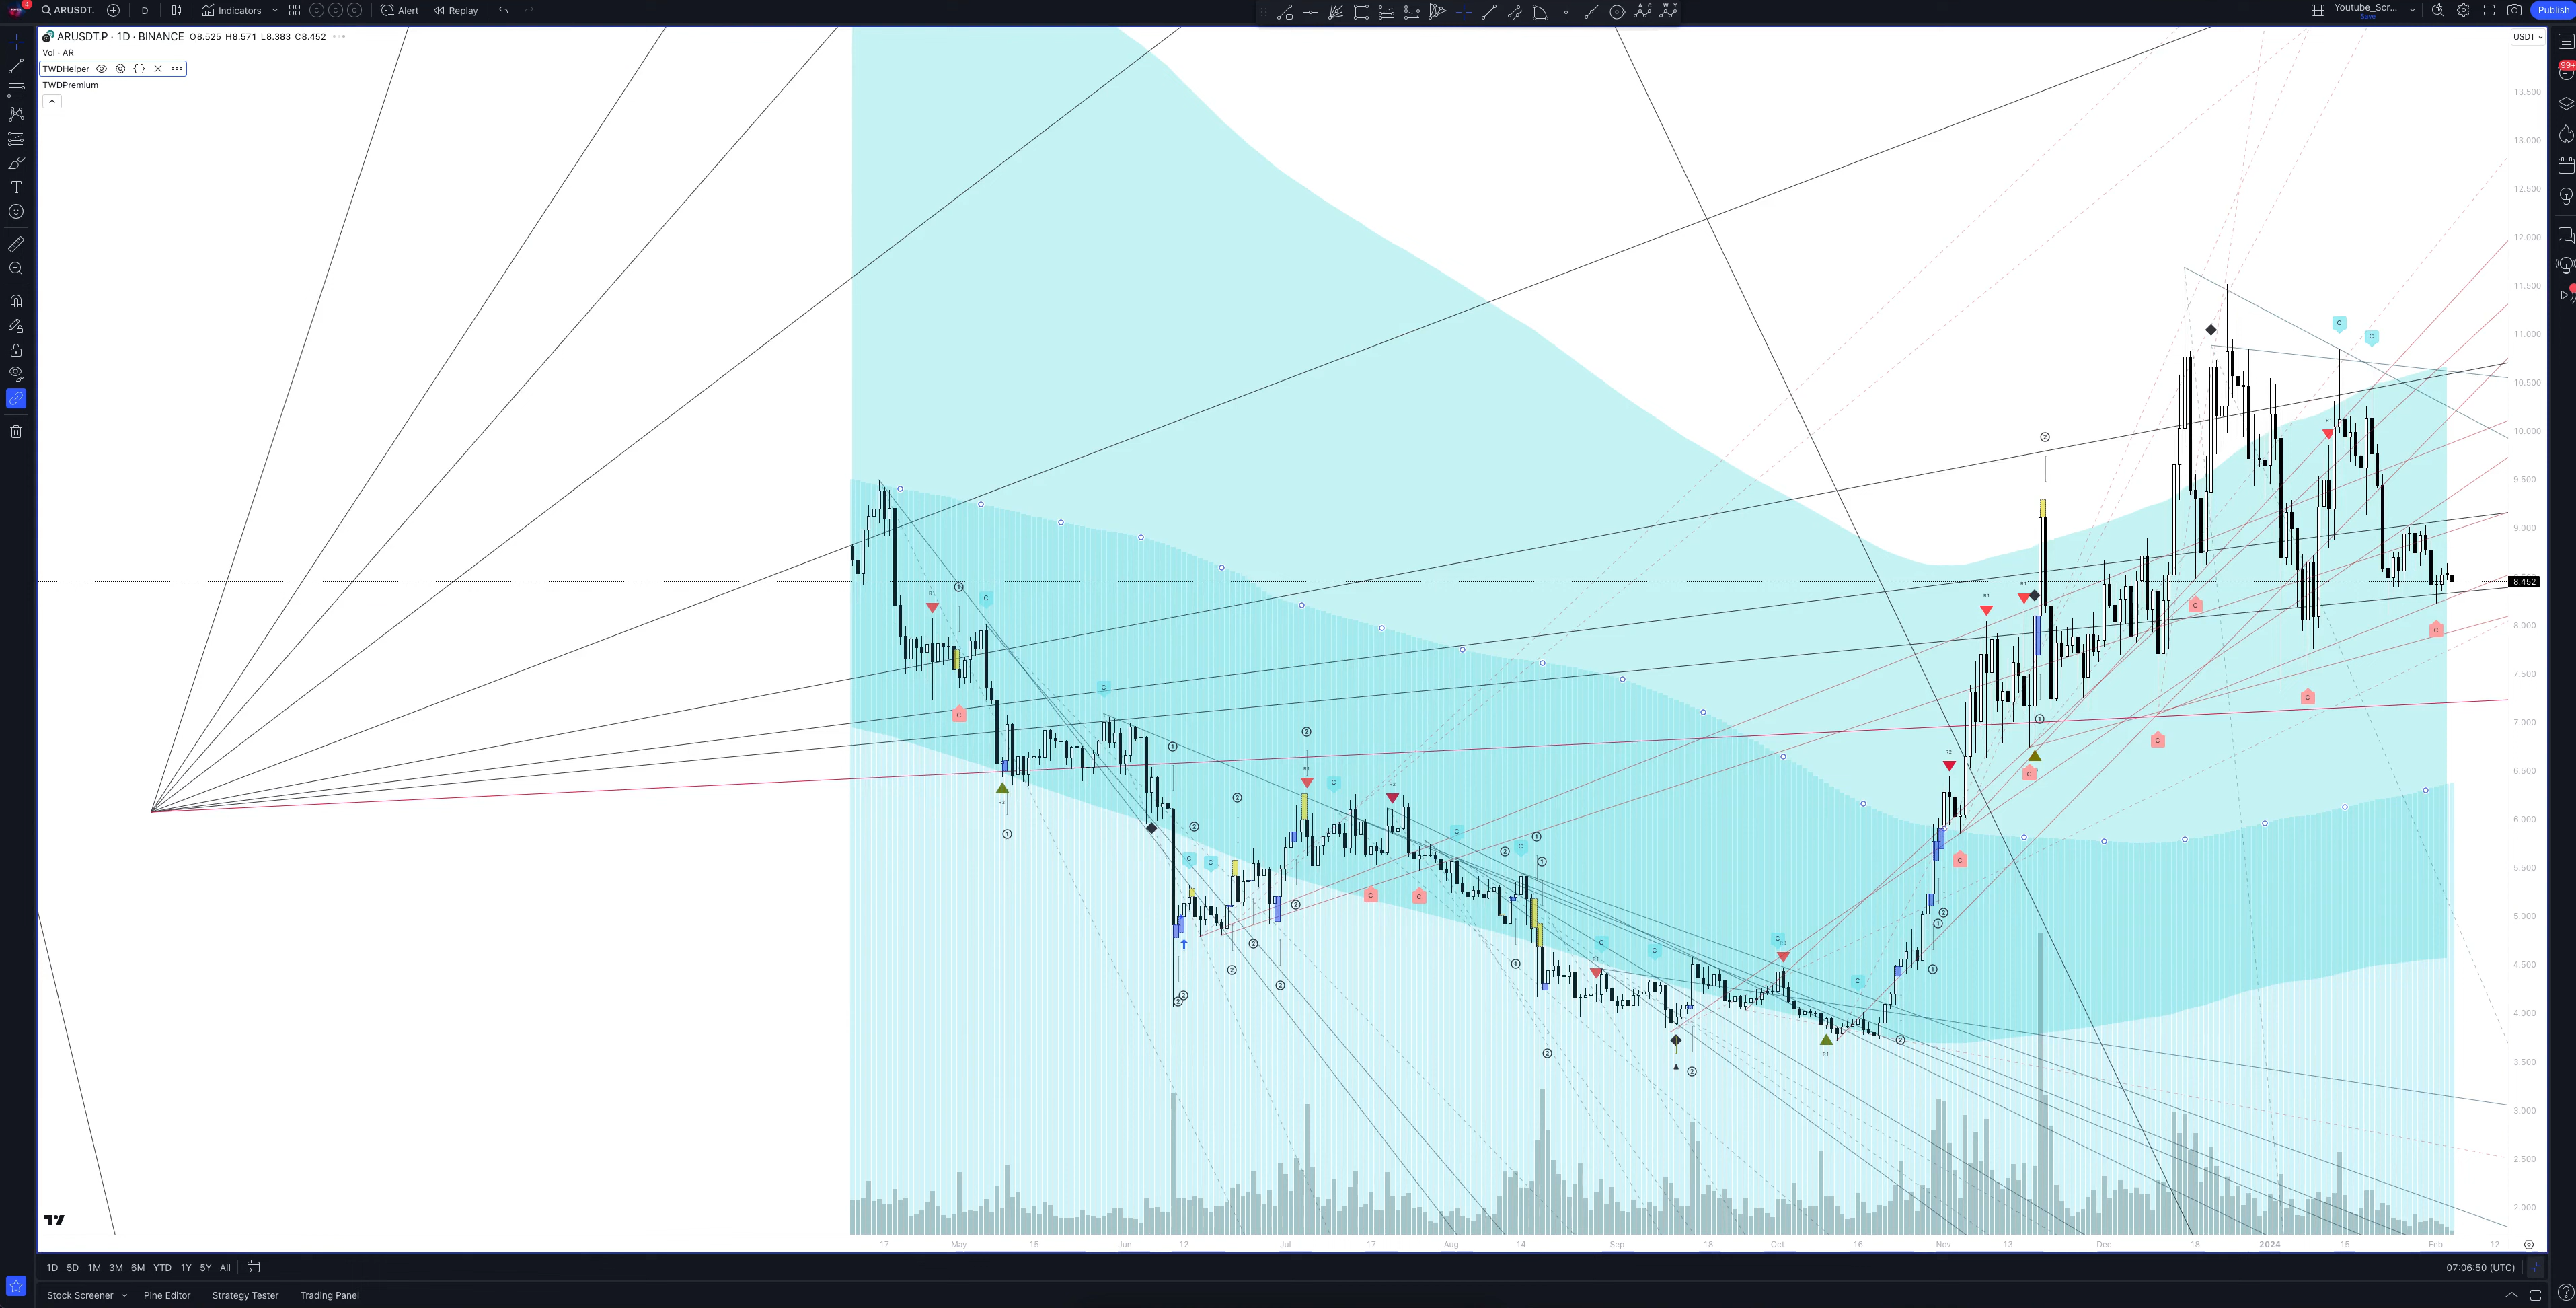 4
ARUSDT.
D
Indicators
C
C
C
Alert
Replay
Youtube_Scr...
Save
Publish
ARUSDT.P · 1D · BINANCE O8.525 H8.571 L8.383 C8.452
USDT
Vol · AR
TWDHelper
TWDPremium
99+
13.500
13.000
12.500
12.000
11.500
11.000
10.500
10.000
9.500
9.000
8.452
8.000
7.500
7.000
6.500
6.000
5.500
5.000
4.500
4.000
3.500
3.000
2.500
2.000
17 May 15 Jun 12 Jul 17 Aug 14 Sep 18 Oct 16 Nov 13 Dec 18 2024 15 Feb 12
1D 5D 1M 3M 6M YTD 1Y 5Y All
07:06:50 (UTC)
Stock Screener
Pine Editor
Strategy Tester
Trading Panel